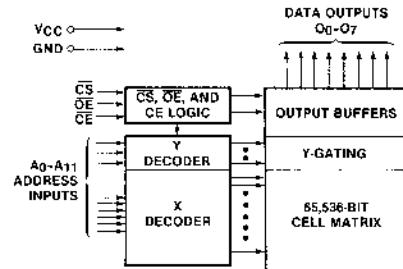 DATA OUTPUTS
O0-O7
VCC
GND
CS
OE
CE
CS, OE, AND
CE LOGIC
OUTPUT BUFFERS
Y
DECODER
Y-GATING
A0-A11
ADDRESS
INPUTS
X
DECODER
65,536-BIT
CELL MATRIX